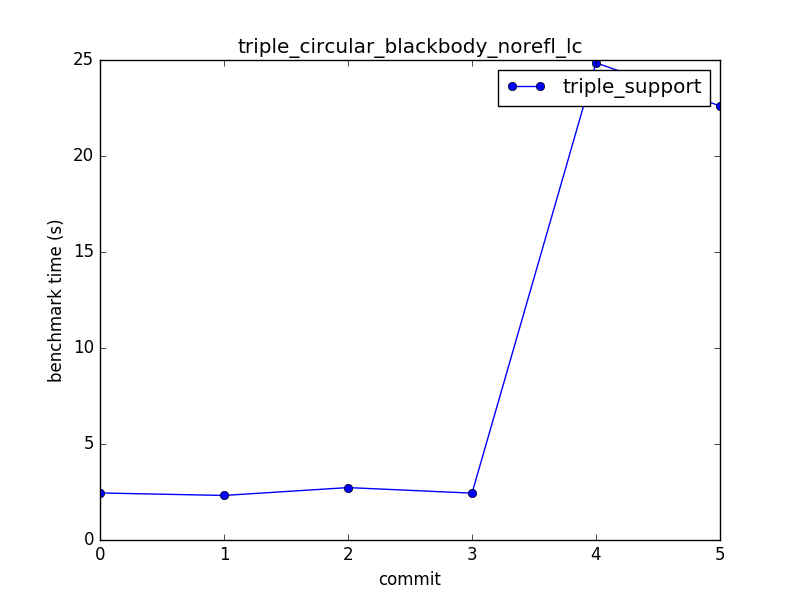 triple_circular_blackbody_norefl_lc
triple_support
25
20
15
10
5
0
benchmark time (s)
0 1 2 3 4 5
commit